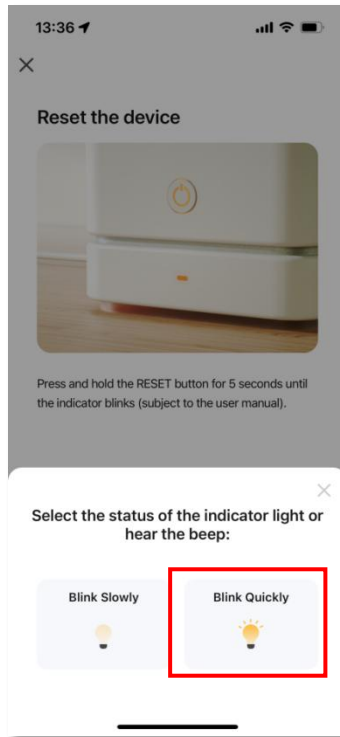 13:36
Reset the device
Press and hold the RESET button for 5 seconds until
the indicator blinks (subject to the user manual).
Select the status of the indicator light or
hear the beep:
Blink Slowly
Blink Quickly